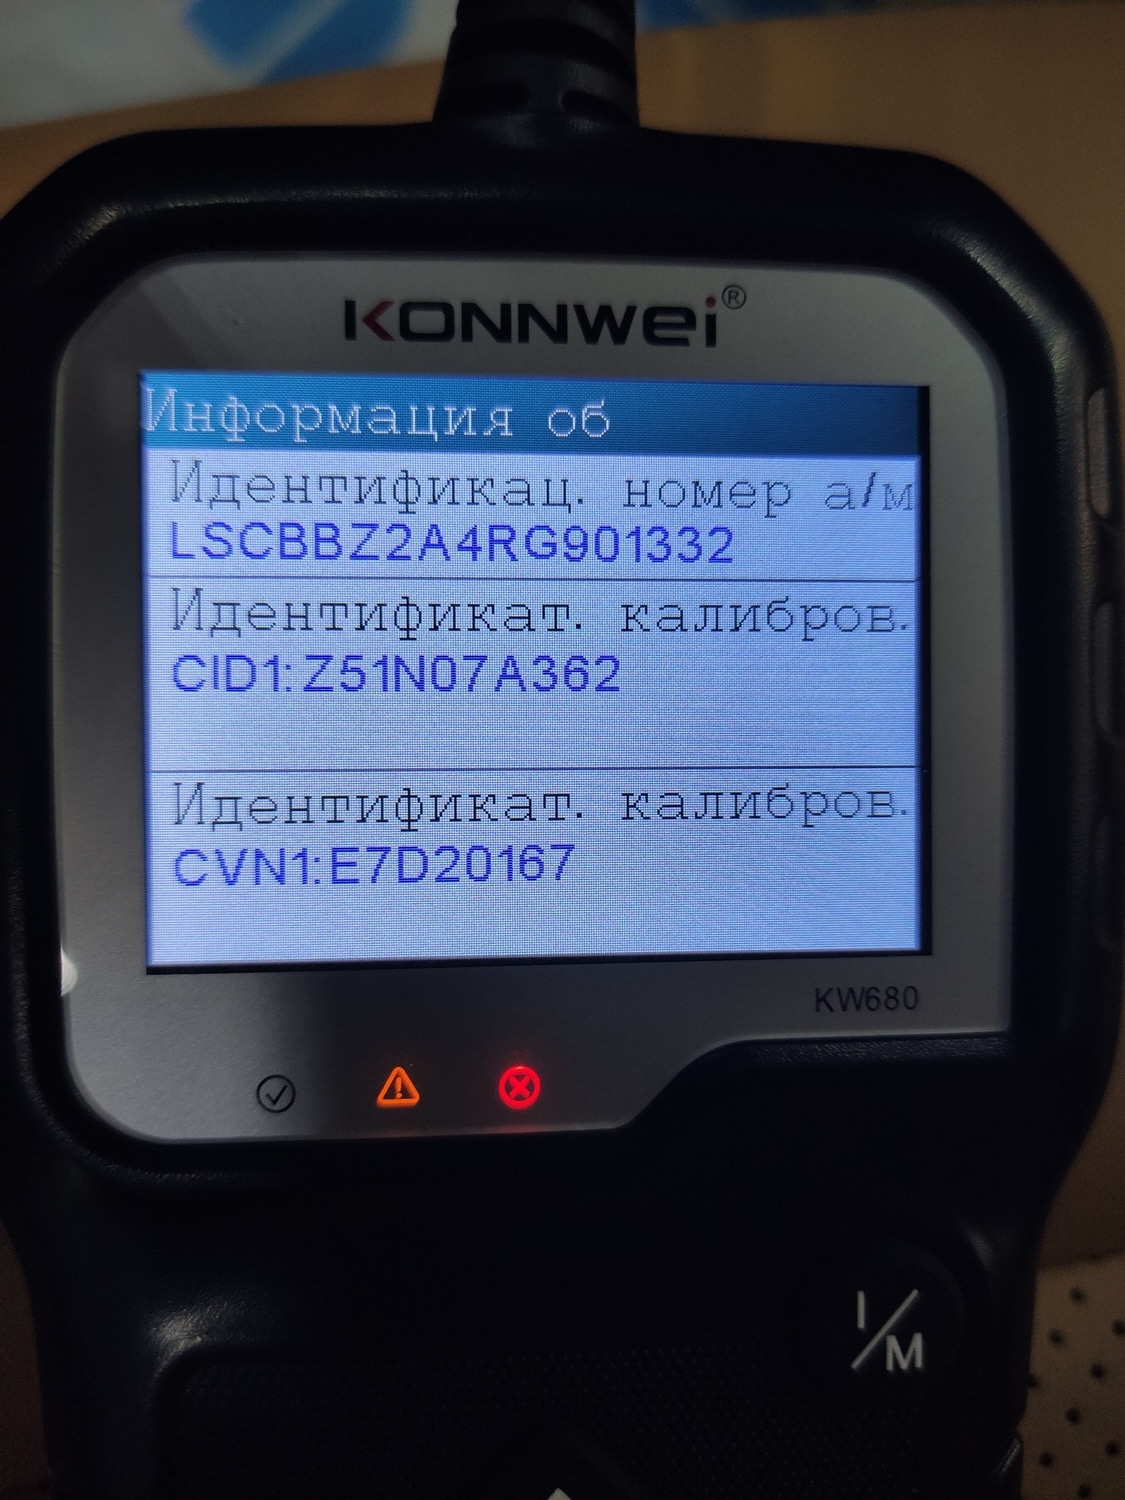 KONNWEI®
Информация об
Идентификац. номер а/м
LSCBBZ2A4RG901332
Идентификат. калибров.
CID1:Z51N07A362
Идентификат. калибров.
CVN1:E7D20167
KW680
I/M